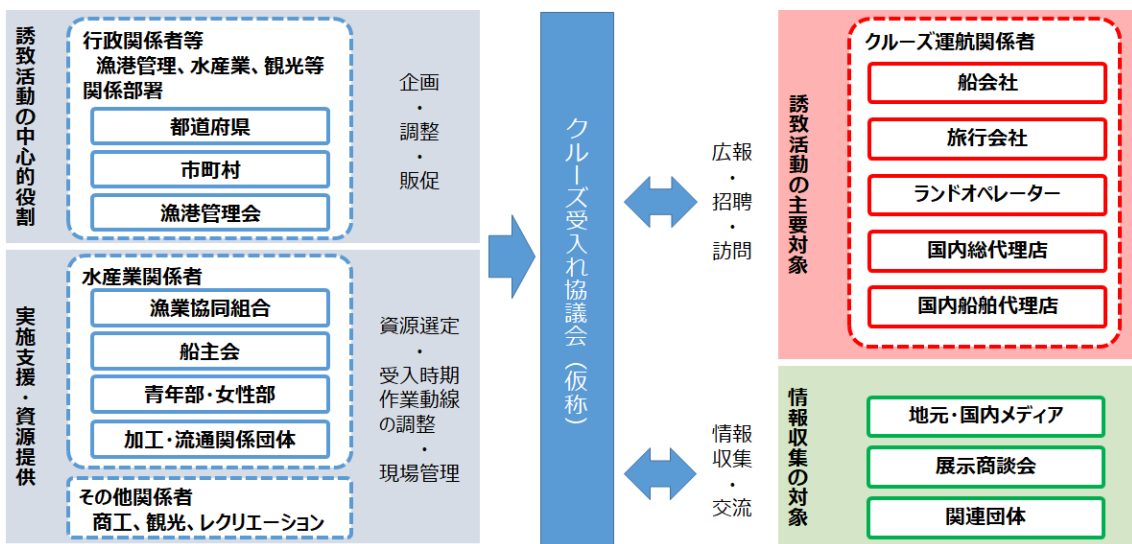 誘致活動の中心的役割
行政関係者等
漁港管理、水産業、観光等
関係部署
都道府県
市町村
漁港管理会
企画
・
調整
・
販促
実施支援・資源提供
水産業関係者
漁業協同組合
船主会
青年部・女性部
加工・流通関係団体
その他関係者
商工、観光、レクリエーション
資源選定
・
受入時期
作業動線
の調整
・
現場管理
クルーズ受入れ協議会（仮称）
広報
・
招聘
・
訪問
情報
収集
・
交流
誘致活動の主要対象
クルーズ運航関係者
船会社
旅行会社
ランドオペレーター
国内総代理店
国内船舶代理店
情報収集の対象
地元・国内メディア
展示商談会
関連団体